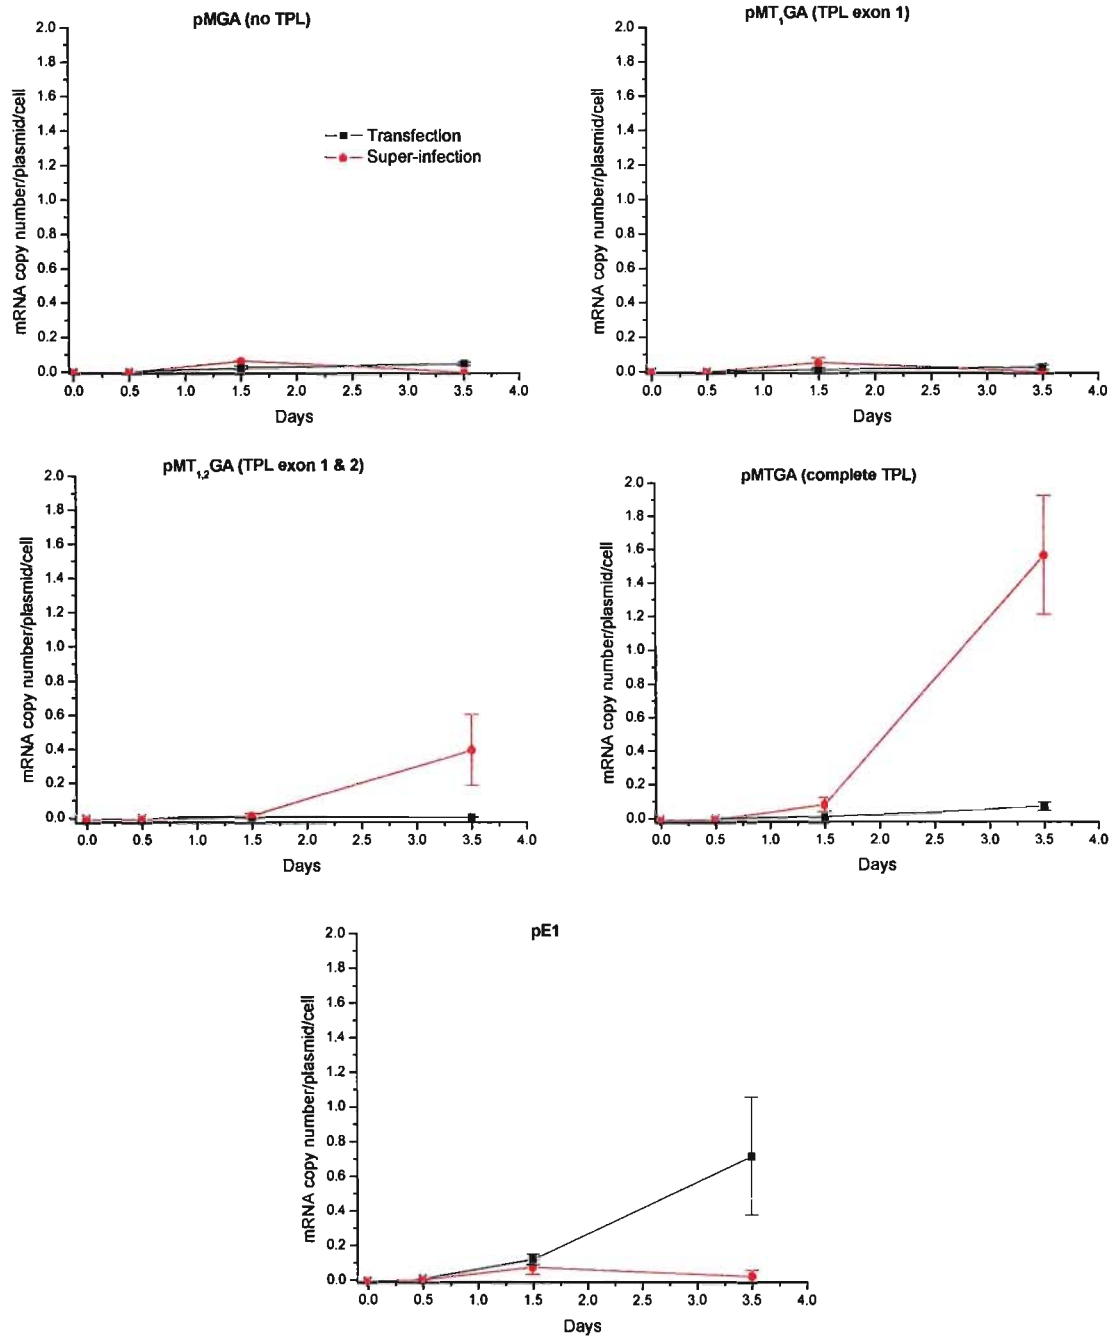 pMGA (no TPL)
2.0
1.8
1.6
1.4
1.2
1.0
0.8
0.6
0.4
0.2
0.0
mRNA copy number/plasmid/cell
Transfection
Super-infection
0.0 0.5 1.0 1.5 2.0 2.5 3.0 3.5 4.0
Days
pMT1GA (TPL exon 1)
2.0
1.8
1.6
1.4
1.2
1.0
0.8
0.6
0.4
0.2
0.0
mRNA copy number/plasmid/cell
0.0 0.5 1.0 1.5 2.0 2.5 3.0 3.5 4.0
Days
pMT1,2GA (TPL exon 1 & 2)
2.0
1.8
1.6
1.4
1.2
1.0
0.8
0.6
0.4
0.2
0.0
mRNA copy number/plasmid/cell
0.0 0.5 1.0 1.5 2.0 2.5 3.0 3.5 4.0
Days
pMTGA (complete TPL)
2.0
1.8
1.6
1.4
1.2
1.0
0.8
0.6
0.4
0.2
0.0
mRNA copy number/plasmid/cell
0.0 0.5 1.0 1.5 2.0 2.5 3.0 3.5 4.0
Days
pE1
2.0
1.8
1.6
1.4
1.2
1.0
0.8
0.6
0.4
0.2
0.0
mRNA copy number/plasmid/cell
0.0 0.5 1.0 1.5 2.0 2.5 3.0 3.5 4.0
Days